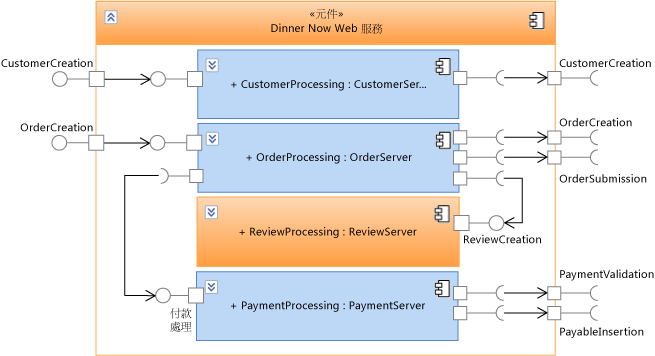 «元件»
Dinner Now Web 服務
CustomerCreation
+ CustomerProcessing : CustomerSer...
CustomerCreation
OrderCreation
+ OrderProcessing : OrderServer
OrderCreation
OrderSubmission
+ ReviewProcessing : ReviewServer
ReviewCreation
付款
處理
+ PaymentProcessing : PaymentServer
PaymentValidation
PayableInsertion